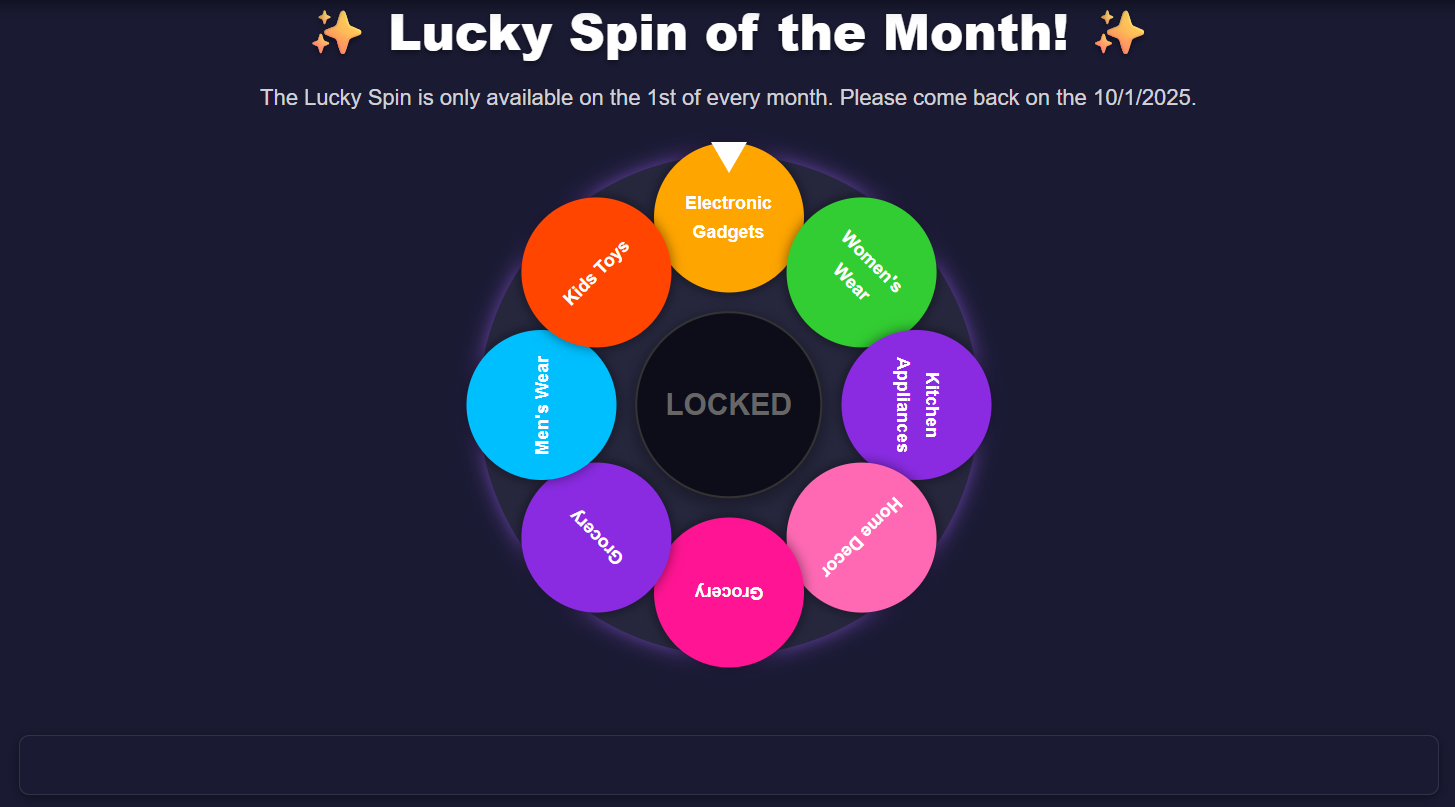 ✨ Lucky Spin of the Month! ✨
The Lucky Spin is only available on the 1st of every month. Please come back on the 10/1/2025.
Electronic
Gadgets
Women's
Wear
Kitchen
Appliances
Home Decor
Grocery
Grocery
Men's Wear
Kids Toys
LOCKED